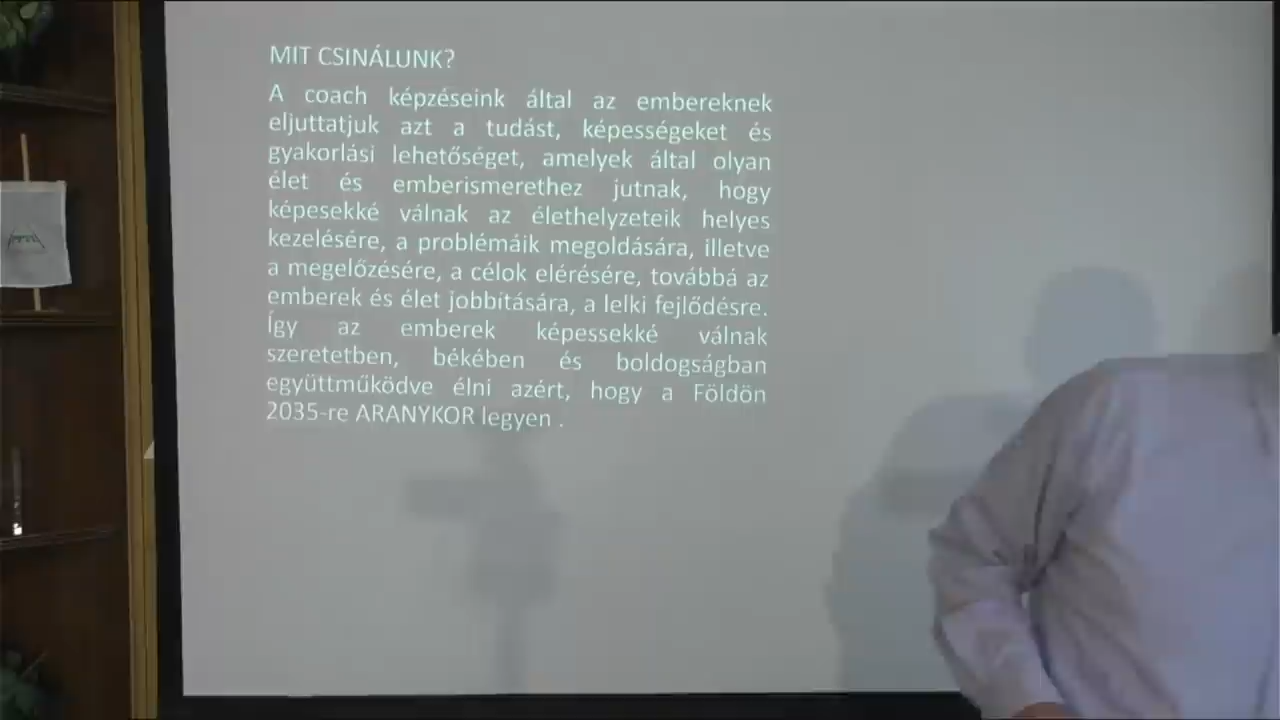 MIT CSINÁLUNK?
A coach képzéseink által az embereknek
eljuttatjuk azt a tudást, képességeket és
gyakorlási lehetőséget, amelyek által olyan
élet és emberismerethez jutnak, hogy
képesekké válnak az élethelyzeteik helyes
kezelésére, a problémáik megoldására, illetve
a megelőzésére, a célok elérésére, továbbá az
emberek és élet jobbítására, a lelki fejlődésre.
Így az emberek képessekké válnak
szeretetben, békében és boldogságban
együttműködve élni azért, hogy a Földön
2035-re ARANYKOR legyen .